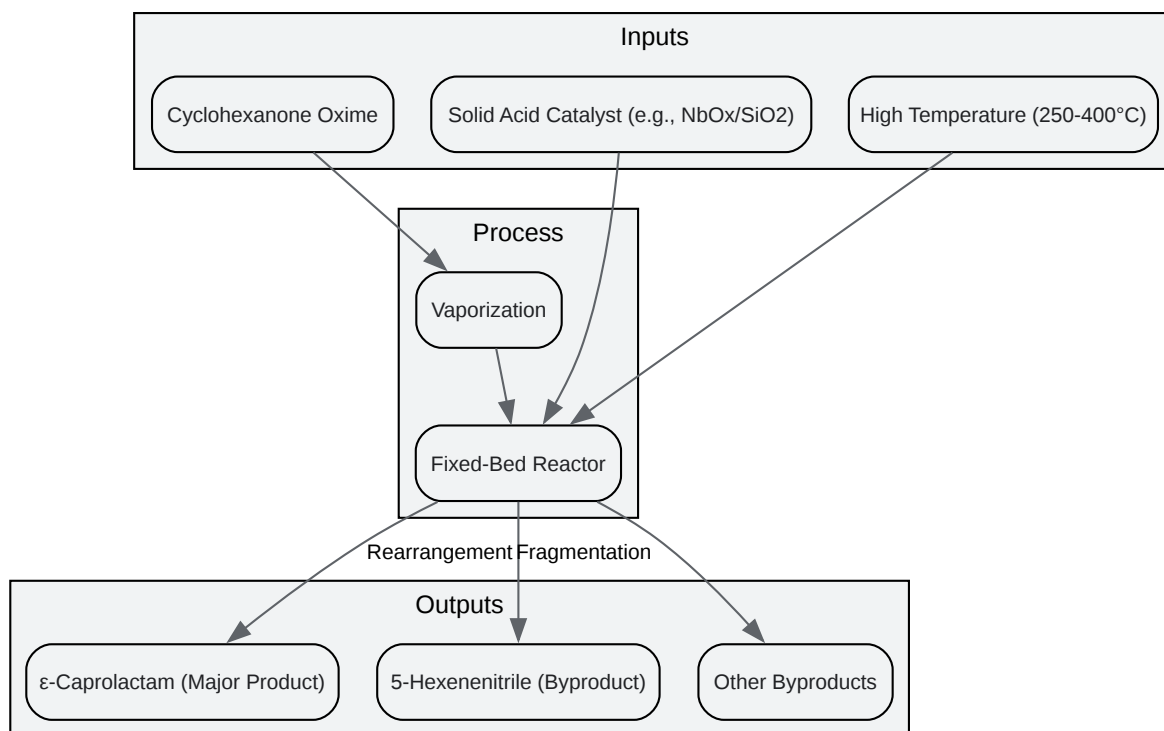 Inputs
Cyclohexanone Oxime
Solid Acid Catalyst (e.g., NbOx/SiO2)
High Temperature (250-400°C)
Process
Vaporization
Fixed-Bed Reactor
Rearrangement
Fragmentation
Outputs
ε-Caprolactam (Major Product)
5-Hexenenitrile (Byproduct)
Other Byproducts